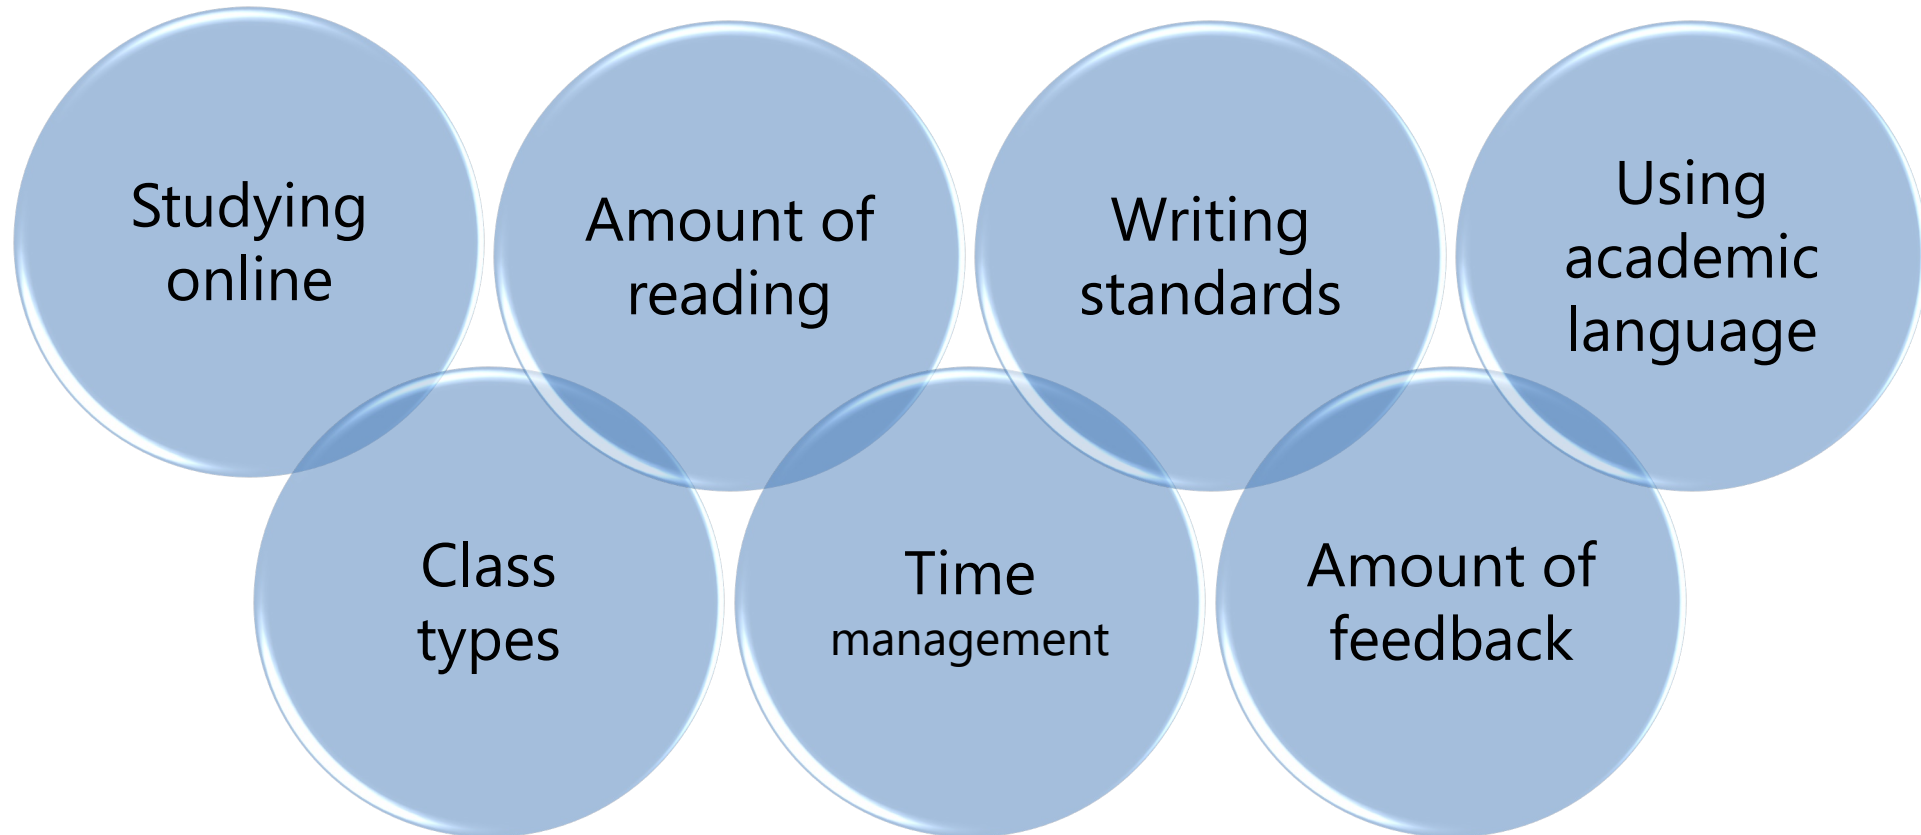 Studying
online
Amount of
reading
Writing
standards
Using
academic
language
Class
types
Time
management
Amount of
feedback